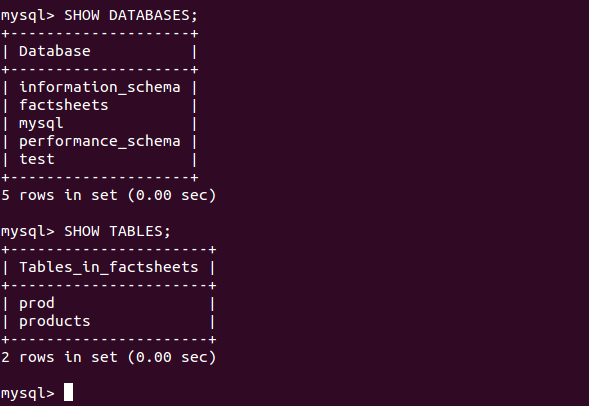 mysql> SHOW DATABASES;
+--------------------+
| Database           |
+--------------------+
| information_schema |
| factsheets         |
| mysql              |
| performance_schema |
| test               |
+--------------------+
5 rows in set (0.00 sec)

mysql> SHOW TABLES;
+----------------------+
| Tables_in_factsheets |
+----------------------+
| prod                 |
| products             |
+----------------------+
2 rows in set (0.00 sec)

mysql>